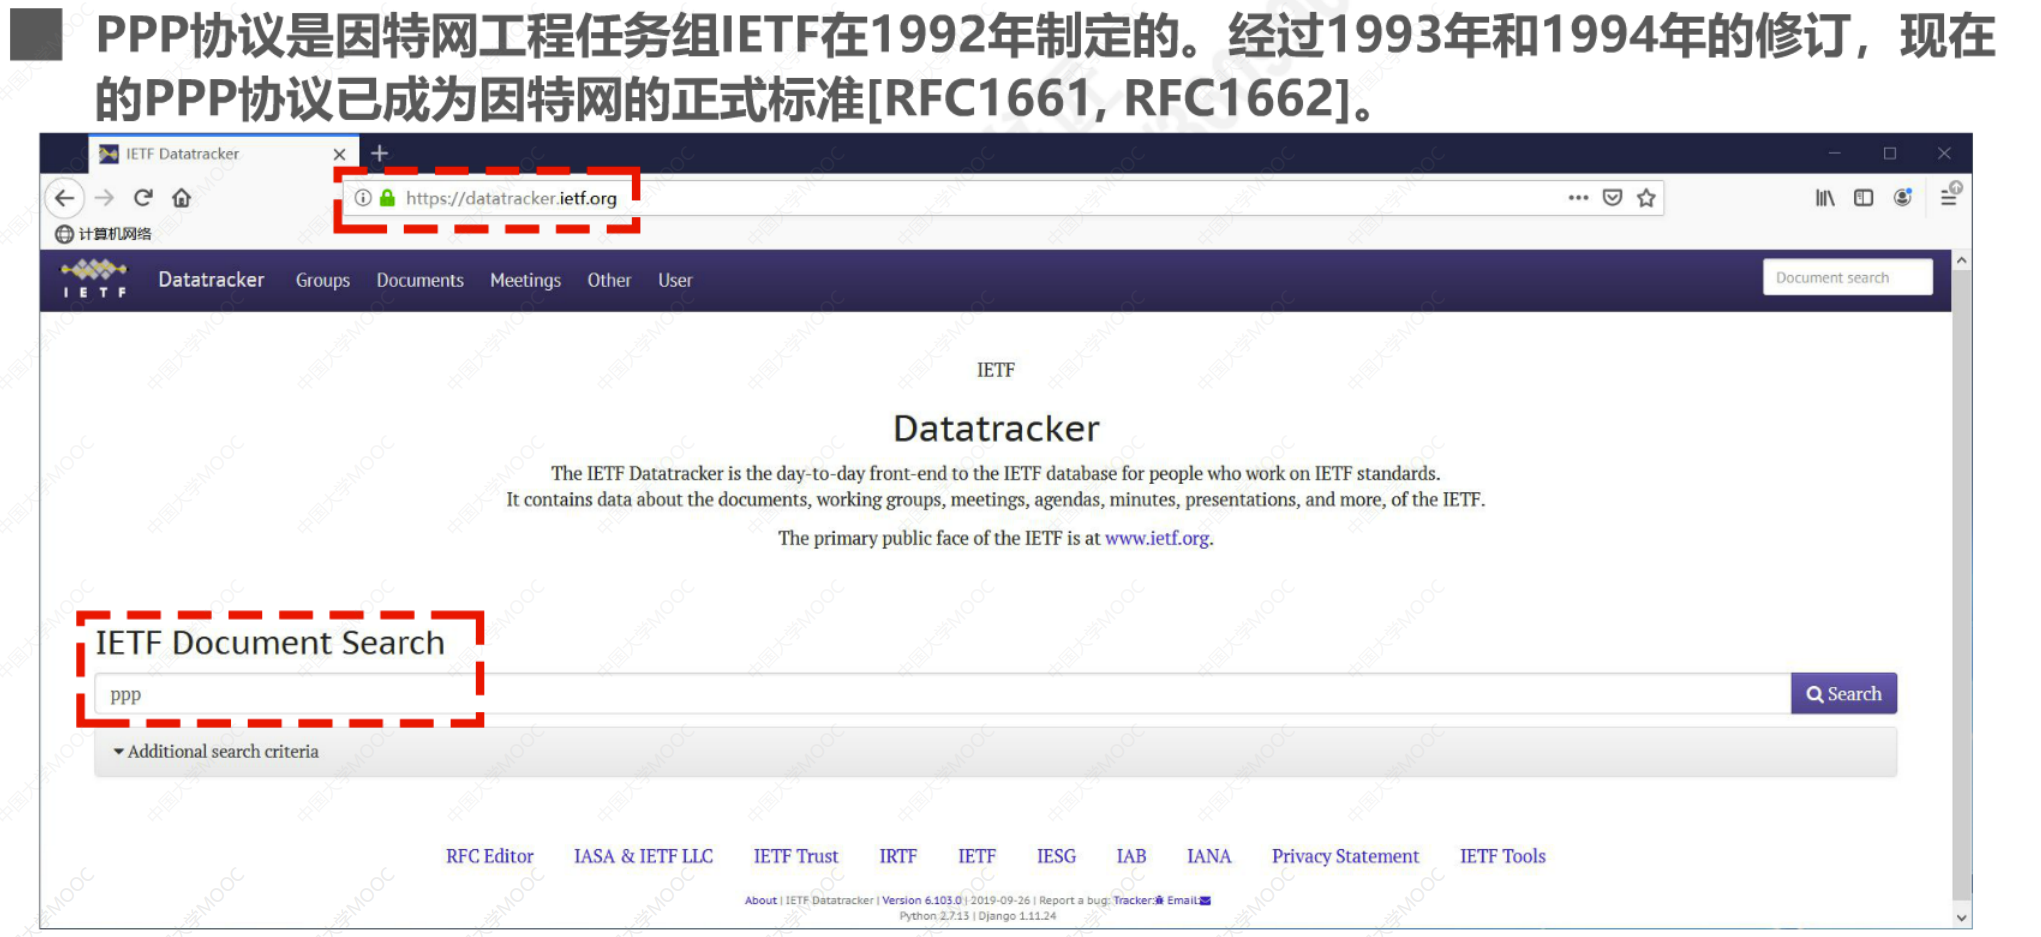 PPP协议是因特网工程任务组IETF在1992年制定的。经过1993年和1994年的修订，现在
的PPP协议已成为因特网的正式标准[RFC1661, RFC1662]。
IETF Datatracker
https://datatracker.ietf.org
计算机网络
IETF Datatracker Groups Documents Meetings Other User Document search
IETF
Datatracker
The IETF Datatracker is the day-to-day front-end to the IETF database for people who work on IETF standards.
It contains data about the documents, working groups, meetings, agendas, minutes, presentations, and more, of the IETF.
The primary public face of the IETF is at www.ietf.org.
IETF Document Search
ppp Search
Additional search criteria
RFC Editor IASA & IETF LLC IETF Trust IRTF IETF IESG IAB IANA Privacy Statement IETF Tools
About | IETF Datatracker | Version 6.103.0 | 2019-09-26 | Report a bug: Tracker: Email:
Python 2.7.13 | Django 1.11.24
中国大学MOOC